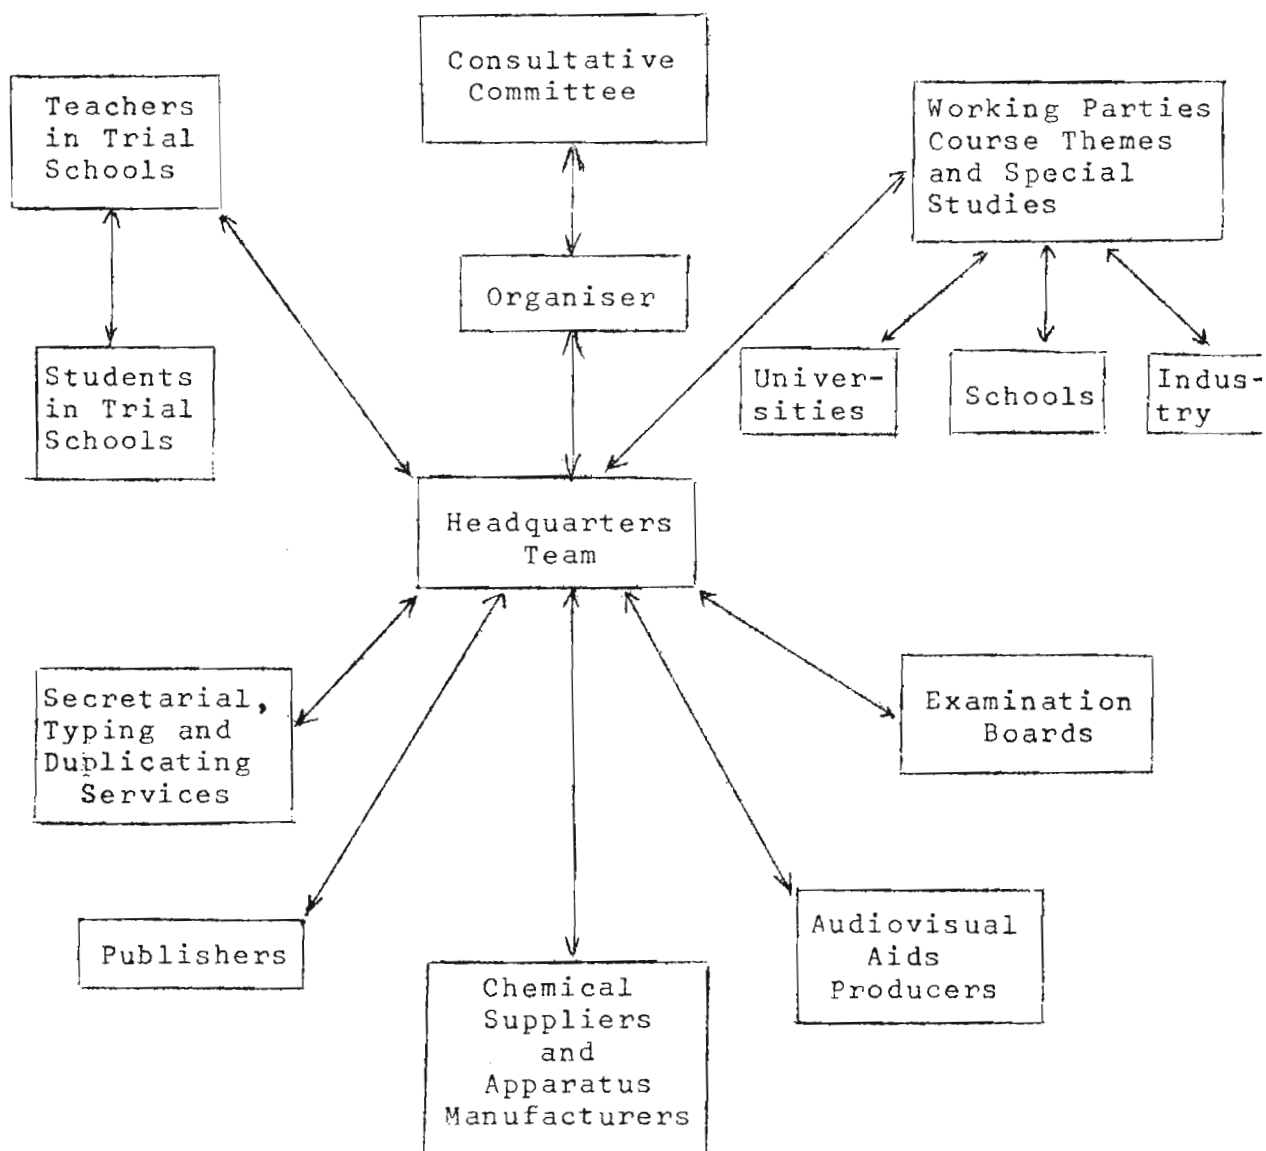 Consultative
Committee
Teachers
in Trial
Schools
Working Parties
Course Themes
and Special
Studies
Organiser
Students
in Trial
Schools
Univer-
sities
Schools
Indus-
try
Headquarters
Team
Secretarial,
Typing and
Duplicating
Services
Examination
Boards
Publishers
Audiovisual
Aids
Producers
Chemical
Suppliers
and
Apparatus
Manufacturers